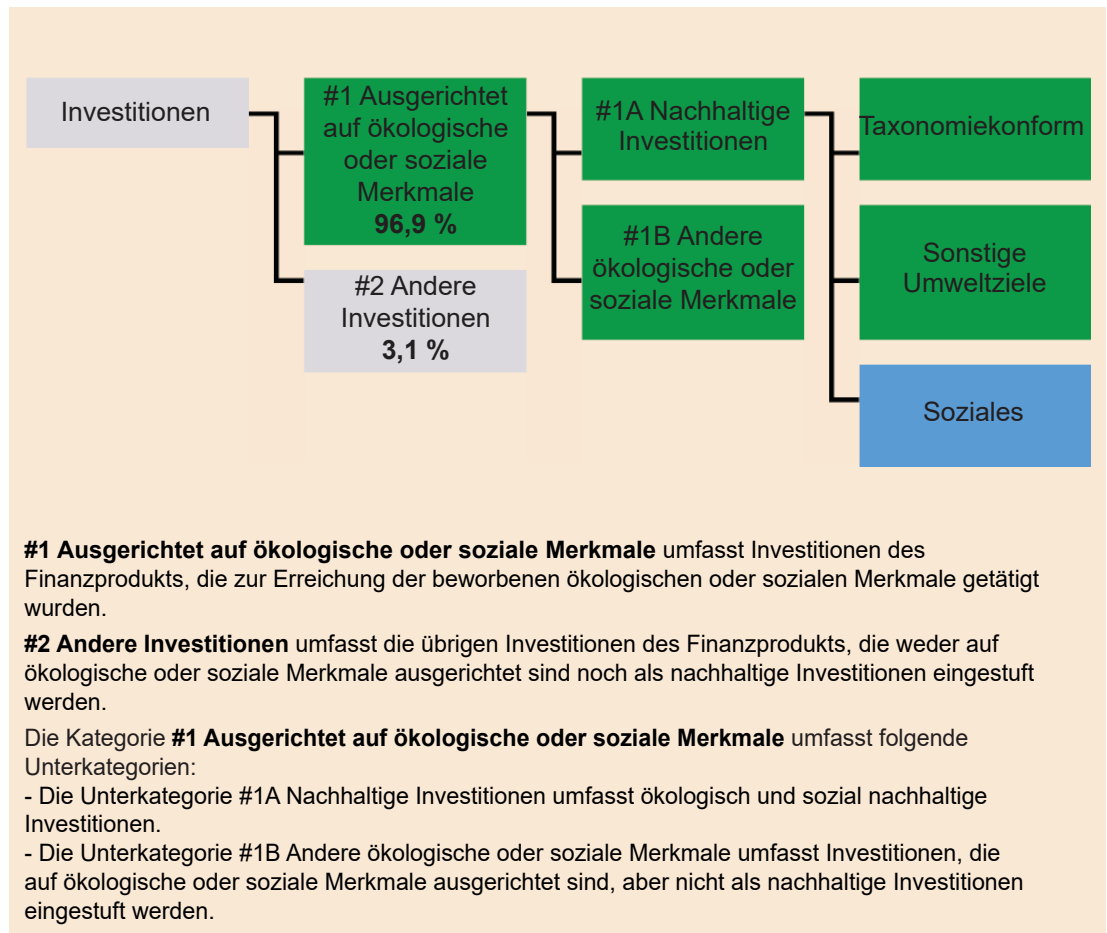 Investitionen
#1 Ausgerichtet
auf ökologische
oder soziale
Merkmale
96,9 %
#2 Andere
Investitionen
3,1 %
#1A Nachhaltige
Investitionen
#1B Andere
ökologische oder
soziale Merkmale
Taxonomiekonform
Sonstige
Umweltziele
Soziales
#1 Ausgerichtet auf ökologische oder soziale Merkmale umfasst Investitionen des
Finanzprodukts, die zur Erreichung der beworbenen ökologischen oder sozialen Merkmale getätigt
wurden.
#2 Andere Investitionen umfasst die übrigen Investitionen des Finanzprodukts, die weder auf
ökologische oder soziale Merkmale ausgerichtet sind noch als nachhaltige Investitionen eingestuft
werden.
Die Kategorie #1 Ausgerichtet auf ökologische oder soziale Merkmale umfasst folgende
Unterkategorien:
- Die Unterkategorie #1A Nachhaltige Investitionen umfasst ökologisch und sozial nachhaltige
Investitionen.
- Die Unterkategorie #1B Andere ökologische oder soziale Merkmale umfasst Investitionen, die
auf ökologische oder soziale Merkmale ausgerichtet sind, aber nicht als nachhaltige Investitionen
eingestuft werden.